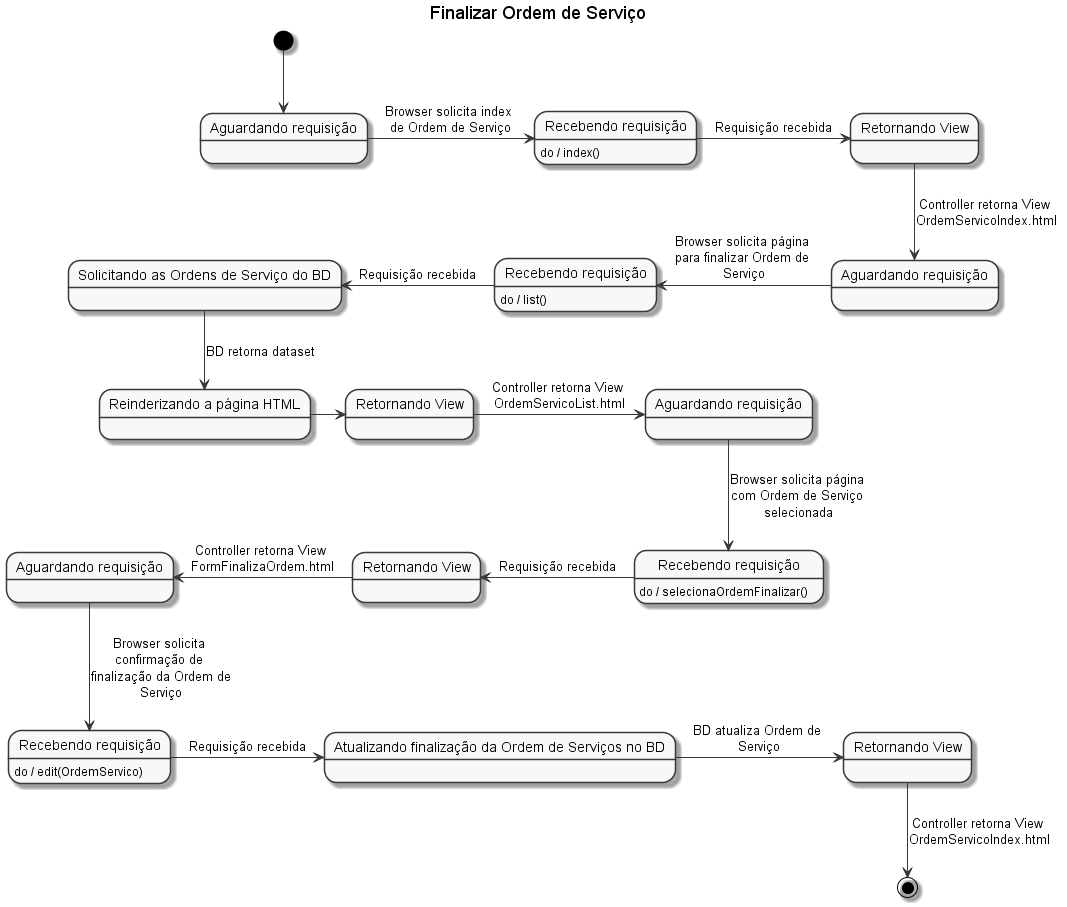 Finalizar Ordem de Serviço
Aguardando requisição
Browser solicita index
de Ordem de Serviço
Recebendo requisição
do / index()
Requisição recebida
Retornando View
Controller retorna View
OrdemServicoIndex.html
Aguardando requisição
Browser solicita página
para finalizar Ordem de
Serviço
Recebendo requisição
do / list()
Requisição recebida
Solicitando as Ordens de Serviço do BD
BD retorna dataset
Reinderizando a página HTML
Retornando View
Controller retorna View
OrdemServicoList.html
Aguardando requisição
Browser solicita página
com Ordem de Serviço
selecionada
Recebendo requisição
do / selecionaOrdemFinalizar()
Requisição recebida
Retornando View
Controller retorna View
FormFinalizaOrdem.html
Aguardando requisição
Browser solicita
confirmação de
finalização da Ordem de
Serviço
Recebendo requisição
do / edit(OrdemServico)
Requisição recebida
Atualizando finalização da Ordem de Serviços no BD
BD atualiza Ordem de
Serviço
Retornando View
Controller retorna View
OrdemServicoIndex.html